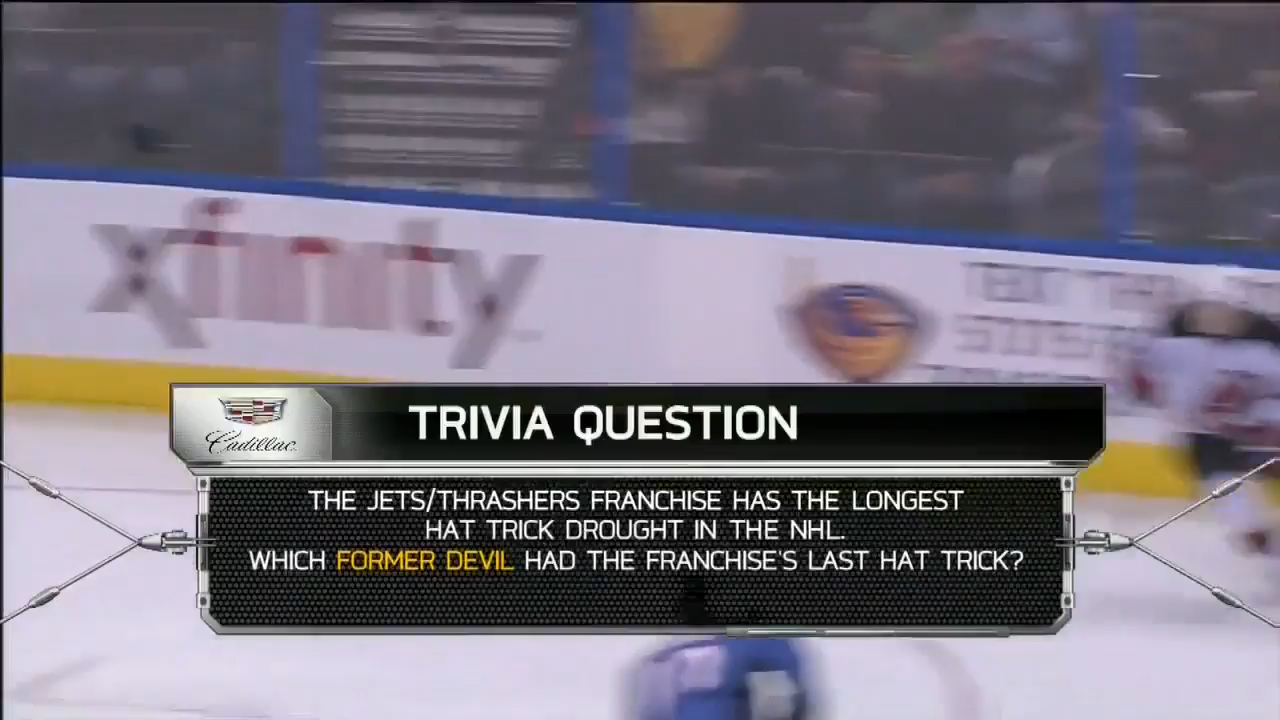 xfinity
Cadillac
TRIVIA QUESTION
THE JETS/THRASHERS FRANCHISE HAS THE LONGEST
HAT TRICK DROUGHT IN THE NHL.
WHICH FORMER DEVIL HAD THE FRANCHISE'S LAST HAT TRICK?